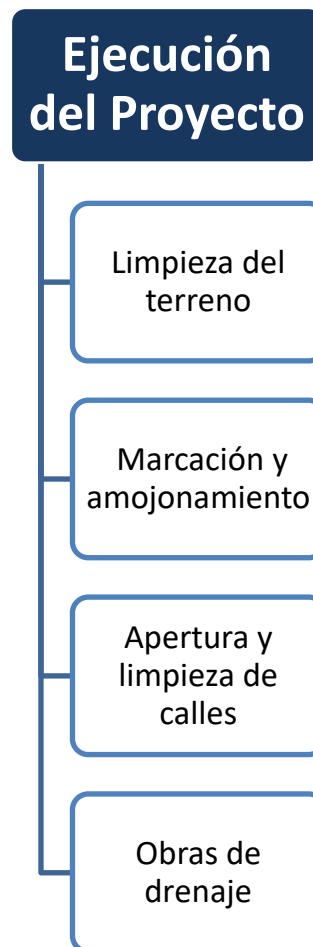 Ejecución
del Proyecto
Limpieza del
terreno
Marcación y
amojonamiento
Apertura y
limpieza de
calles
Obras de
drenaje